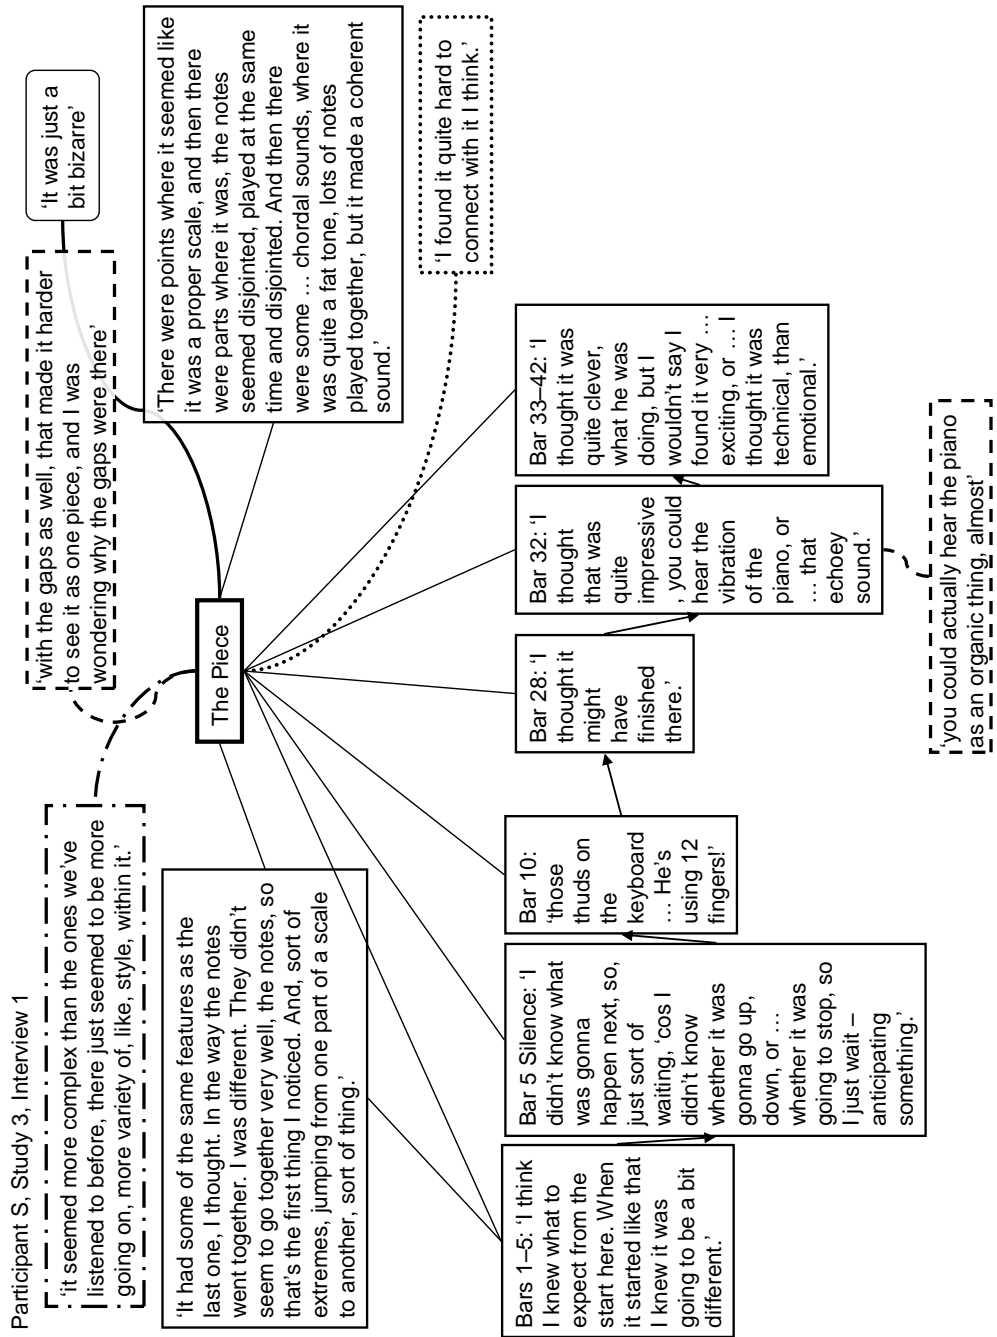 Participant S, Study 3, Interview 1
‘it seemed more complex than the ones we’ve
listened to before, there just seemed to be more
going on, more variety of, like, style, within it.’
‘with the gaps as well, that made it harder
to see it as one piece, and I was
wondering why the gaps were there’
‘It was just a
bit bizarre’
‘It had some of the same features as the
last one, I thought. In the way the notes
went together. I was different. They didn’t
seem to go together very well, the notes, so
that’s the first thing I noticed. And, sort of
extremes, jumping from one part of a scale
to another, sort of thing.’
The Piece
‘There were points where it seemed like
it was a proper scale, and then there
were parts where it was, the notes
seemed disjointed, played at the same
time and disjointed. And then there
were some … chordal sounds, where it
was quite a fat tone, lots of notes
played together, but it made a coherent
sound.’
‘I found it quite hard to
connect with it I think.’
Bars 1–5: ‘I think
I knew what to
expect from the
start here. When
it started like that
I knew it was
going to be a bit
different.’
Bar 5 Silence: ‘I
didn’t know what
was gonna
happen next, so,
just sort of
waiting, ‘cos I
didn’t know
whether it was
gonna go up,
down, or …
whether it was
going to stop, so
I just wait –
anticipating
something.’
Bar 10:
‘those
thuds on
the
keyboard
… He’s
using 12
fingers!’
Bar 28: ‘I
thought it
might
have
finished
there.’
Bar 32: ‘I
thought
that was
quite
impressive
, you could
hear the
vibration
of the
piano, or
… that
echoey
sound.’
Bar 33–42: ‘I
thought it was
quite clever,
what he was
doing, but I
wouldn’t say I
found it very …
exciting, or … I
thought it was
technical, than
emotional.’
‘you could actually hear the piano
as an organic thing, almost’